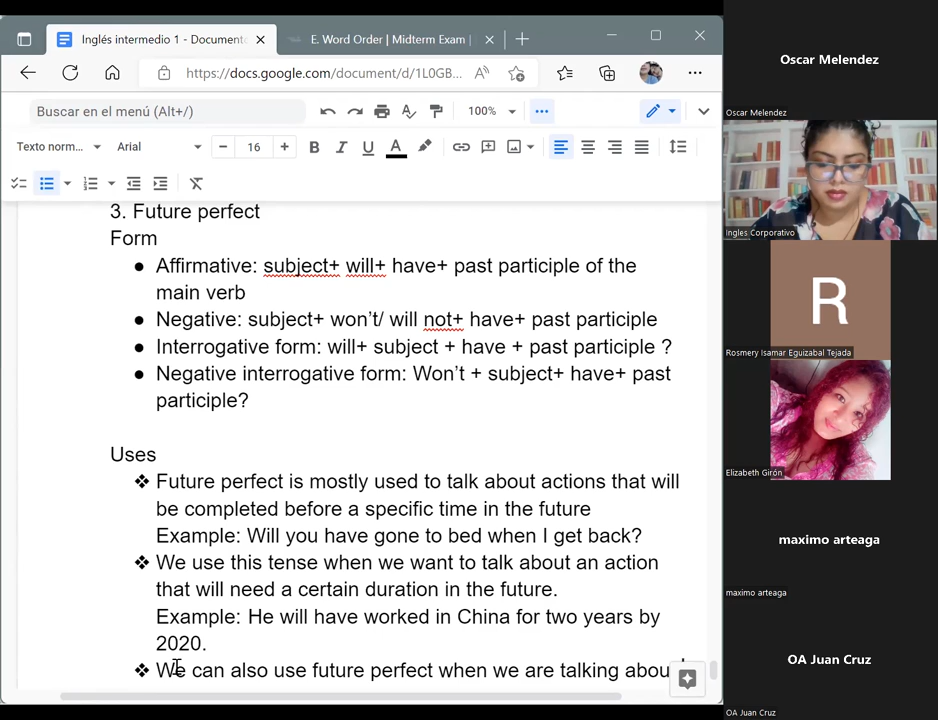 Inglés intermedio 1 - Documento
E. Word Order | Midterm Exam |
https://docs.google.com/document/d/1L0GB...
Buscar en el menú (Alt+/)
100%
Texto norm...
Arial
16
3. Future perfect
Form
● Affirmative: subject+ will+ have+ past participle of the
main verb
● Negative: subject+ won't/ will not+ have+ past participle
● Interrogative form: will+ subject + have + past participle ?
● Negative interrogative form: Won't + subject+ have+ past
participle?
Uses
❖ Future perfect is mostly used to talk about actions that will
be completed before a specific time in the future
Example: Will you have gone to bed when I get back?
❖ We use this tense when we want to talk about an action
that will need a certain duration in the future.
Example: He will have worked in China for two years by
2020.
❖ We can also use future perfect when we are talking about
Oscar Melendez
Oscar Melendez
Ingles Corporativo
R
Rosmery Isamar Eguizabal Tejada
Elizabeth Girón
maximo arteaga
maximo arteaga
OA Juan Cruz
OA Juan Cruz